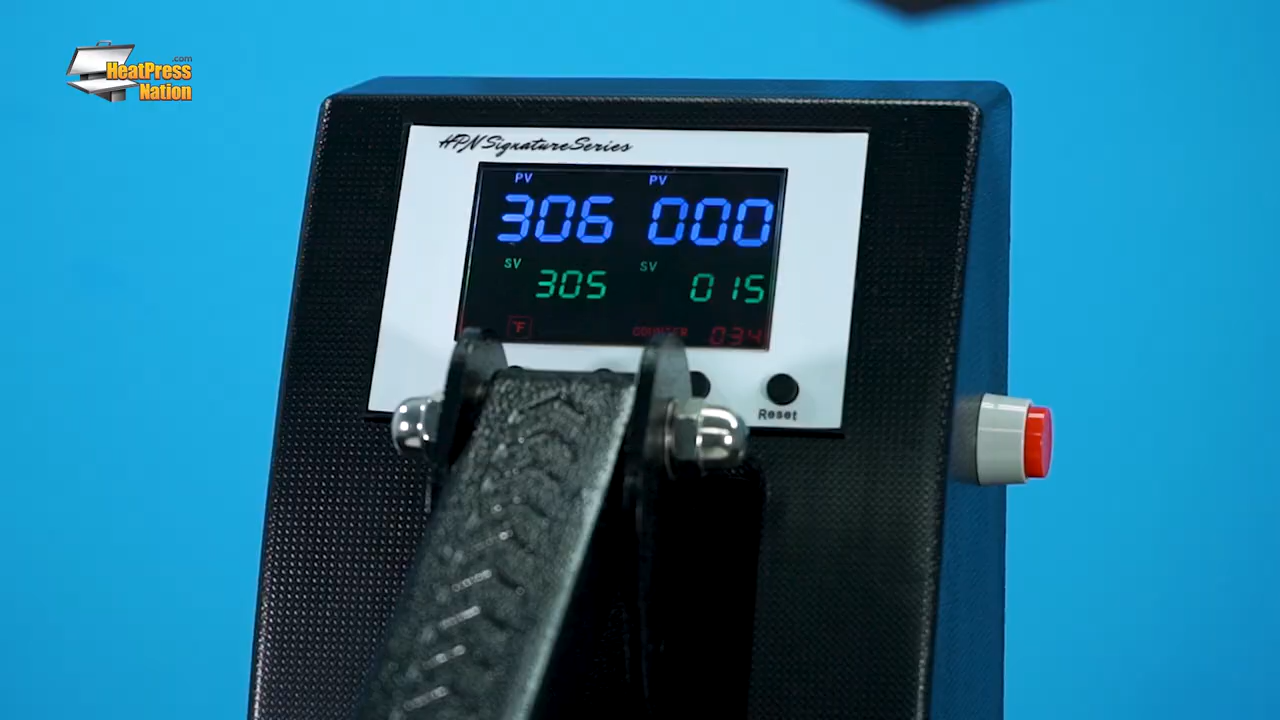 .com
HeatPress
Nation
HPN Signature Series
PV PV
306 000
SV SV
305 015
°F COUNTER 034
Reset